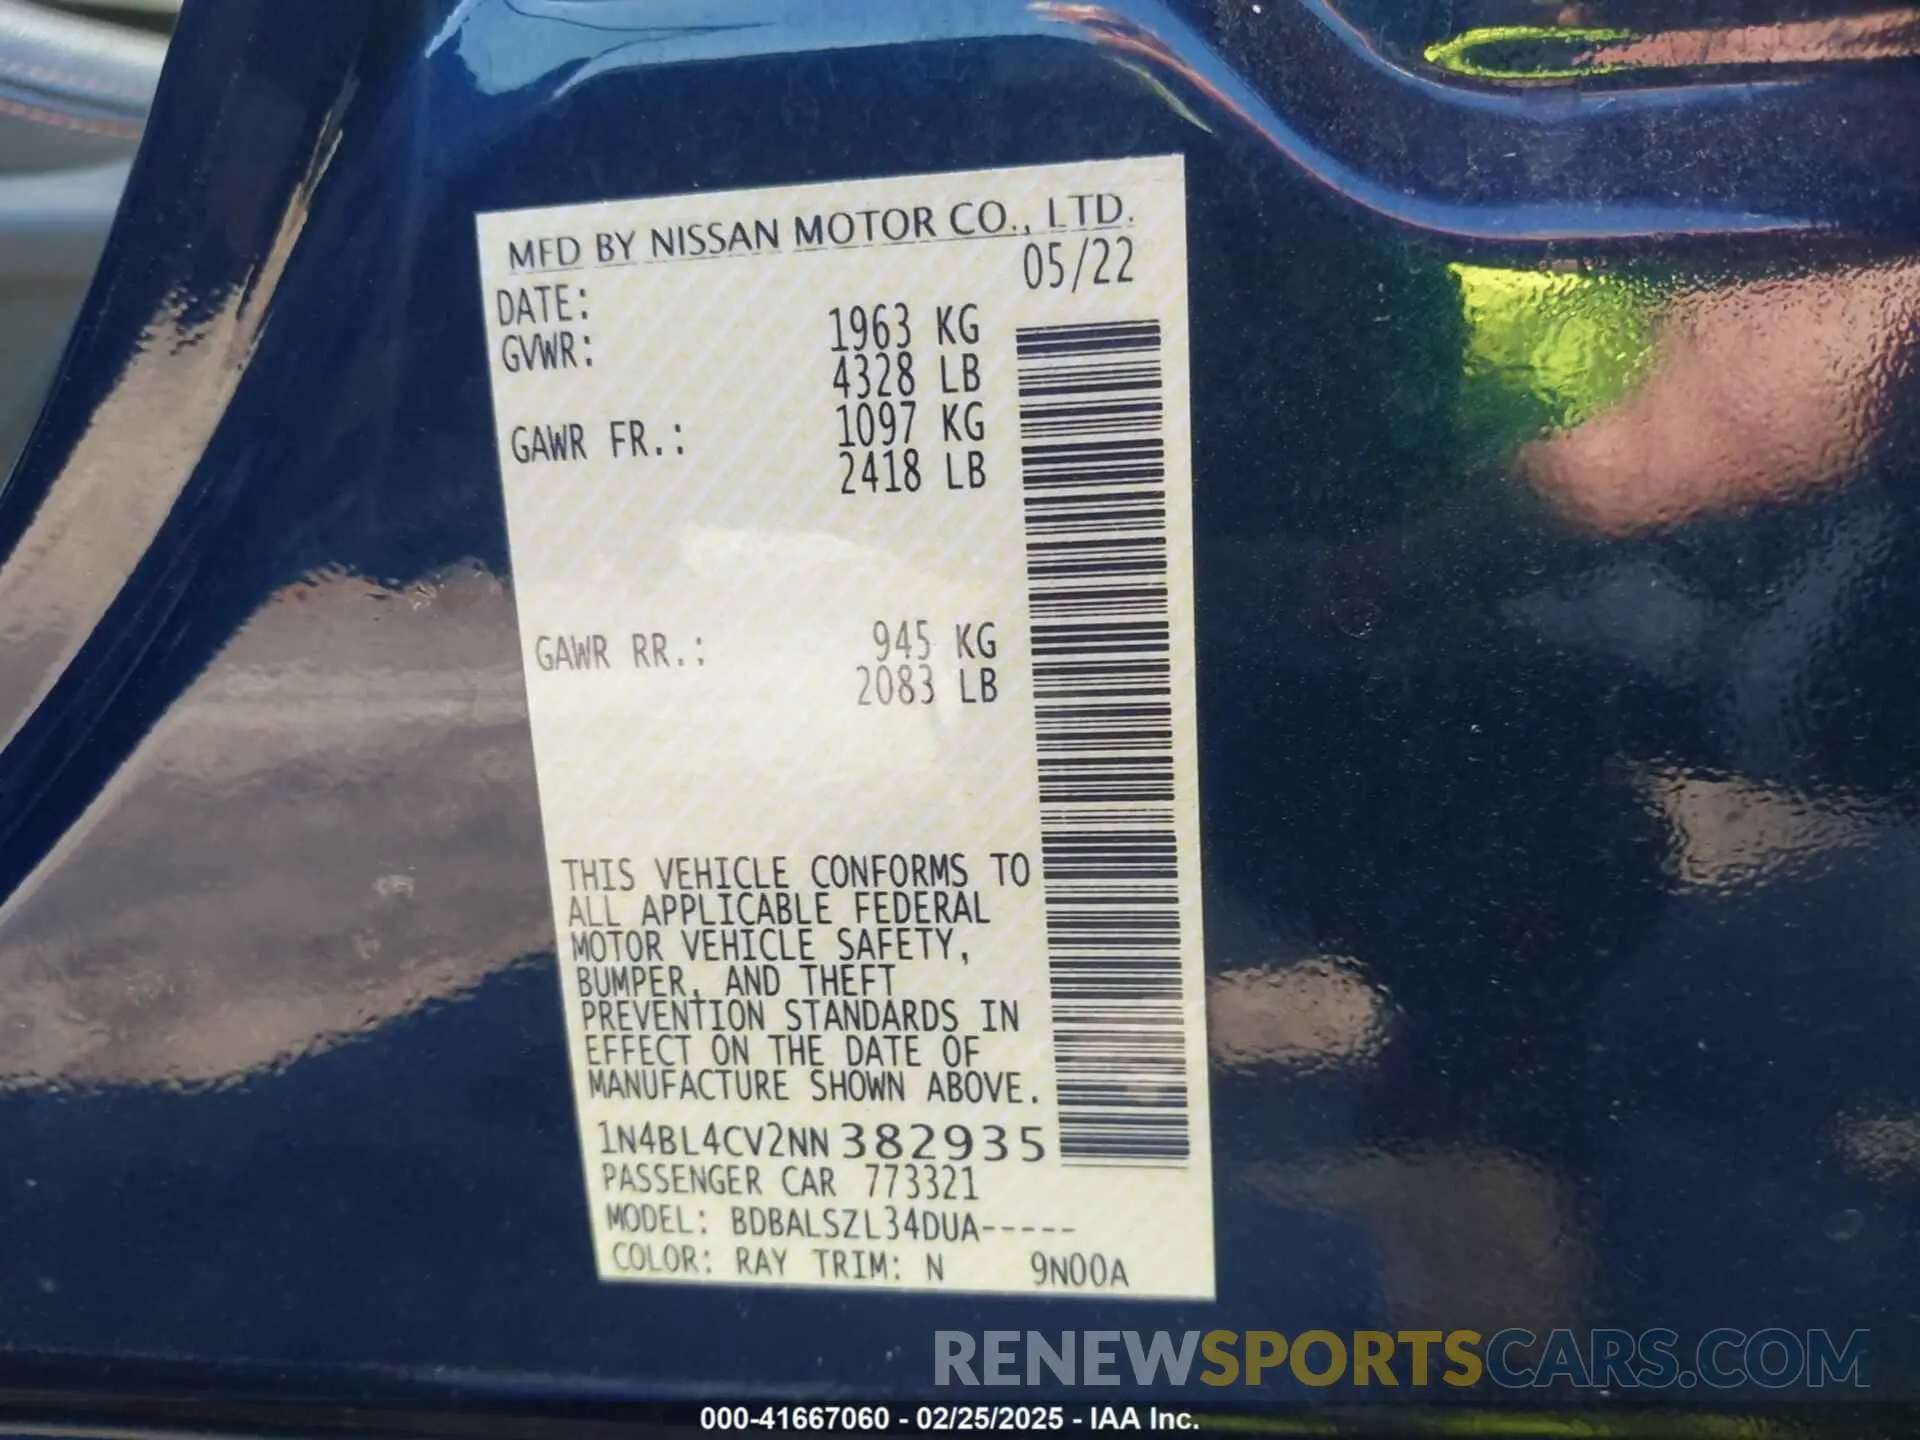 MFD BY NISSAN MOTOR CO., LTD.
DATE: 05/22
GVWR: 1963 KG
4328 LB
GAWR FR.: 1097 KG
2418 LB
GAWR RR.: 945 KG
2083 LB
THIS VEHICLE CONFORMS TO
ALL APPLICABLE FEDERAL
MOTOR VEHICLE SAFETY,
BUMPER, AND THEFT
PREVENTION STANDARDS IN
EFFECT ON THE DATE OF
MANUFACTURE SHOWN ABOVE.
1N4BL4CV2NN382935
PASSENGER CAR 773321
MODEL: BDBALSZL34DUA-----
COLOR: RAY TRIM: N 9N00A
RENEWSPORTSCARS.COM
000-41667060 - 02/25/2025 - IAA Inc.